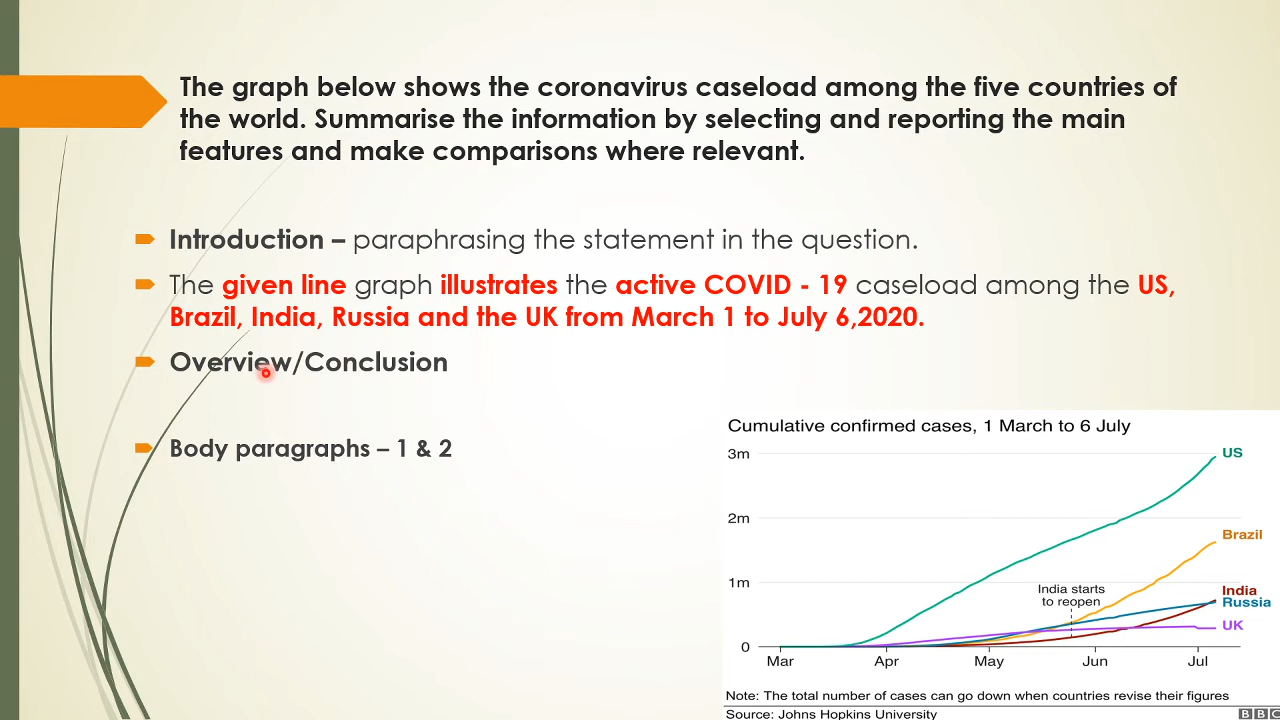 The graph below shows the coronavirus caseload among the five countries of
the world. Summarise the information by selecting and reporting the main
features and make comparisons where relevant.
Introduction – paraphrasing the statement in the question.
The given line graph illustrates the active COVID - 19 caseload among the US,
Brazil, India, Russia and the UK from March 1 to July 6,2020.
Overview/Conclusion
Body paragraphs – 1 & 2
Cumulative confirmed cases, 1 March to 6 July
3m
US
2m
Brazil
1m
India starts
to reopen
India
Russia
UK
0
Mar
Apr
May
Jun
Jul
Note: The total number of cases can go down when countries revise their figures
Source: Johns Hopkins University
BBC